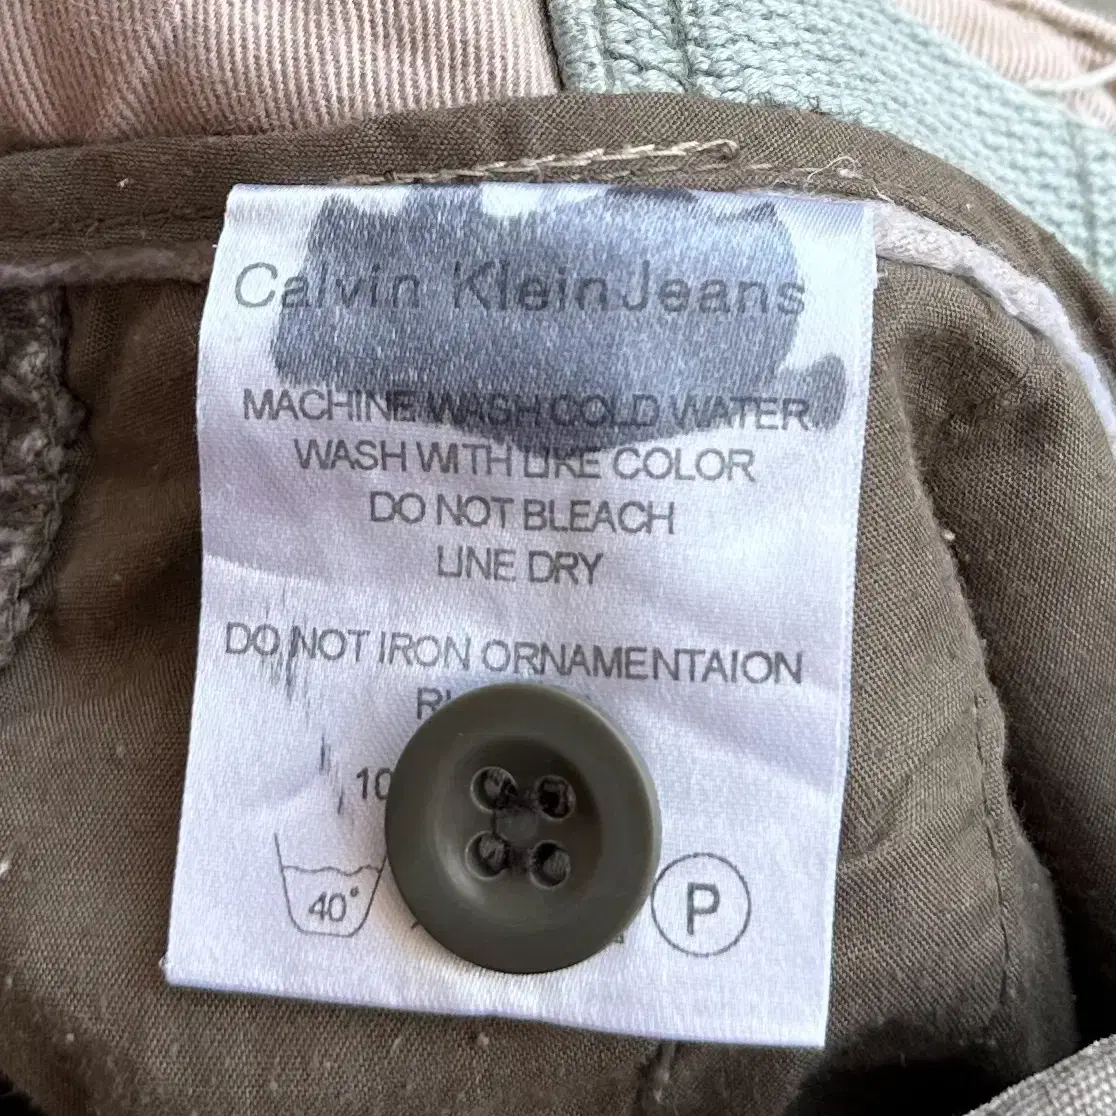 Calvin Klein Jeans
MACHINE WASH COLD WATER
WASH WITH LIKE COLOR
DO NOT BLEACH
LINE DRY
DO NOT IRON ORNAMENTAION
10
40°
P